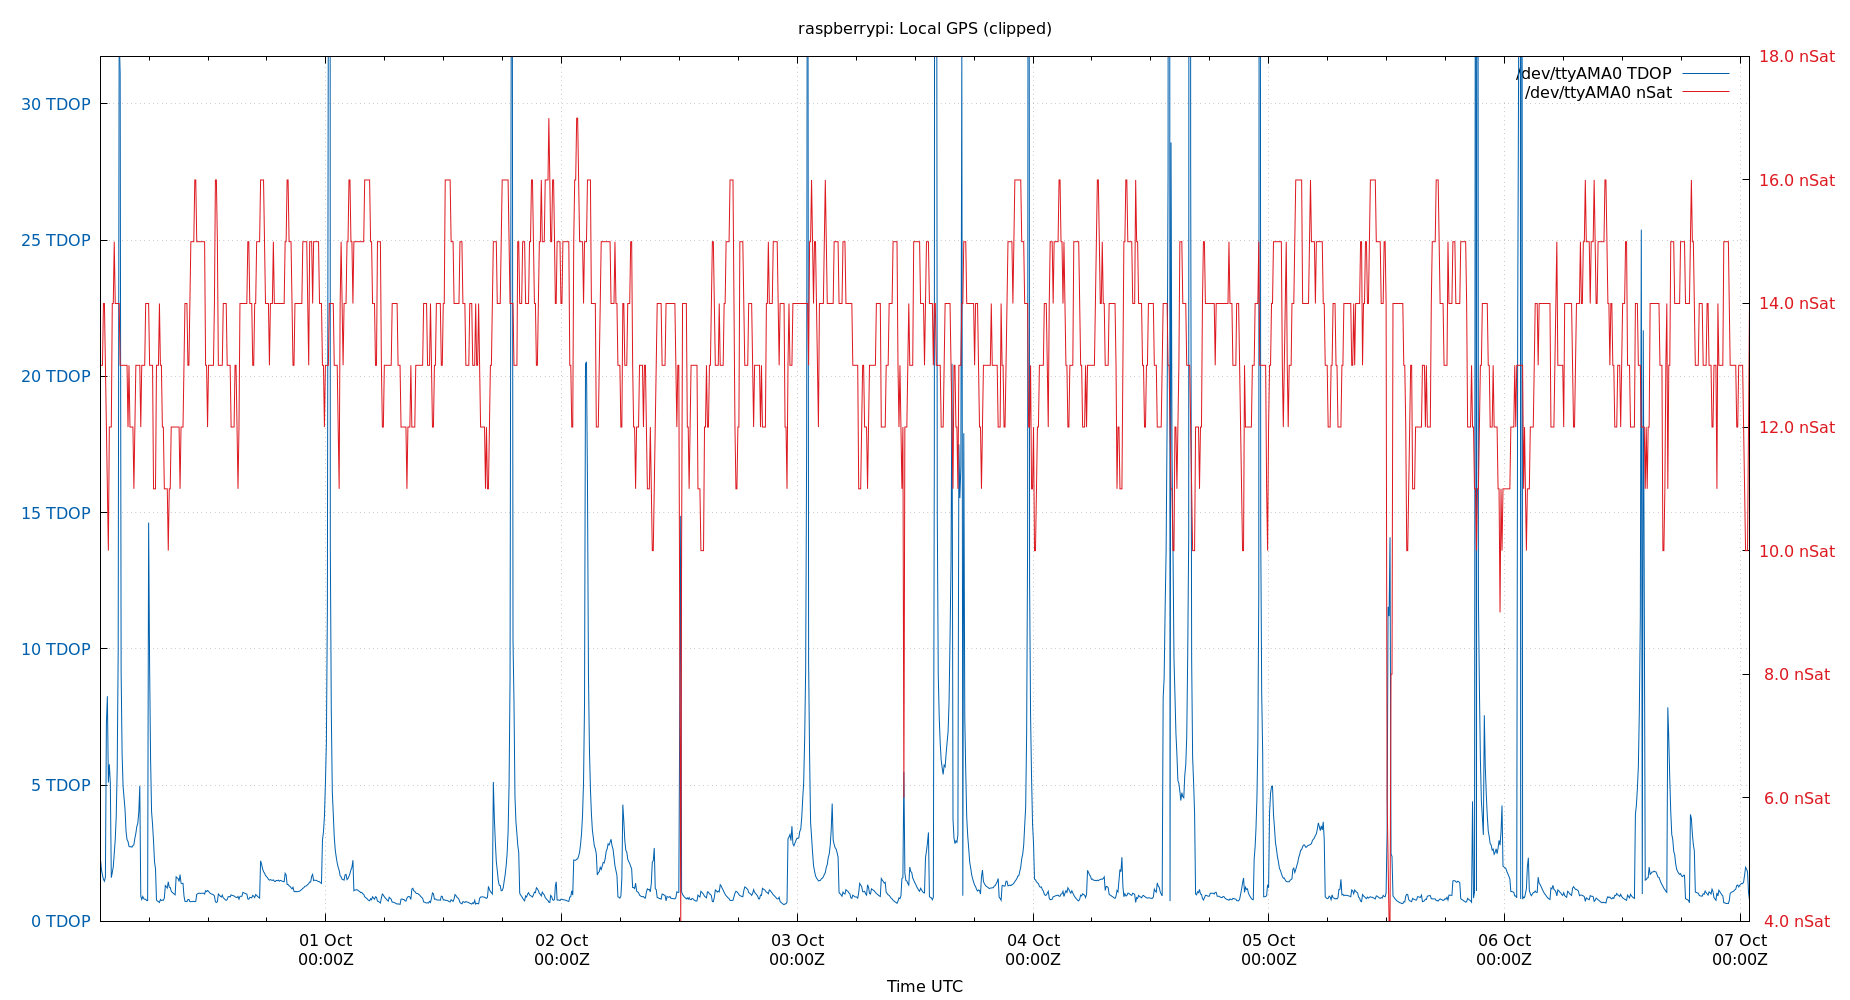 raspberrypi: Local GPS (clipped)
/dev/ttyAMA0 TDOP
/dev/ttyAMA0 nSat
30 TDOP
25 TDOP
20 TDOP
15 TDOP
10 TDOP
5 TDOP
0 TDOP
18.0 nSat
16.0 nSat
14.0 nSat
12.0 nSat
10.0 nSat
8.0 nSat
6.0 nSat
4.0 nSat
01 Oct
00:00Z
02 Oct
00:00Z
03 Oct
00:00Z
04 Oct
00:00Z
05 Oct
00:00Z
06 Oct
00:00Z
07 Oct
00:00Z
Time UTC